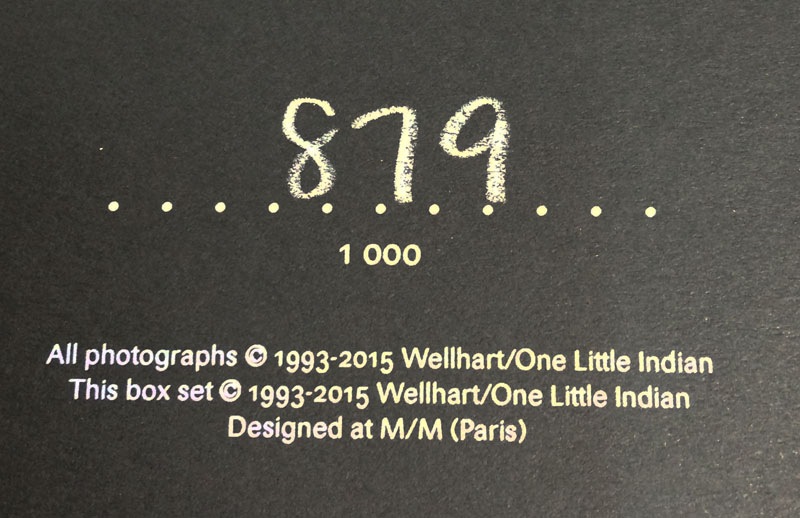 879
...........
1 000
All photographs © 1993-2015 Wellhart/One Little Indian
This box set © 1993-2015 Wellhart/One Little Indian
Designed at M/M (Paris)